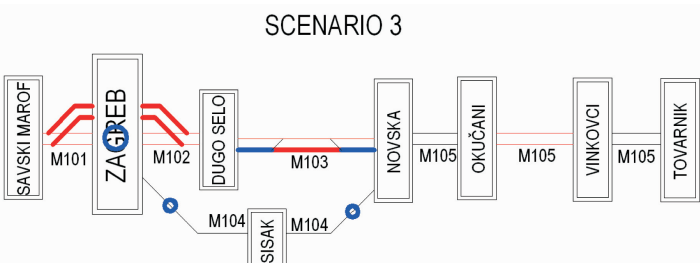 SCENARIO 3
SAVSKI MAROF
ZAGREB
DUGO SELO
NOVSKA
OKUČANI
VINKOVCI
TOVARNIK
M101
M102
M103
M105
M105
M105
M104
M104
SISAK